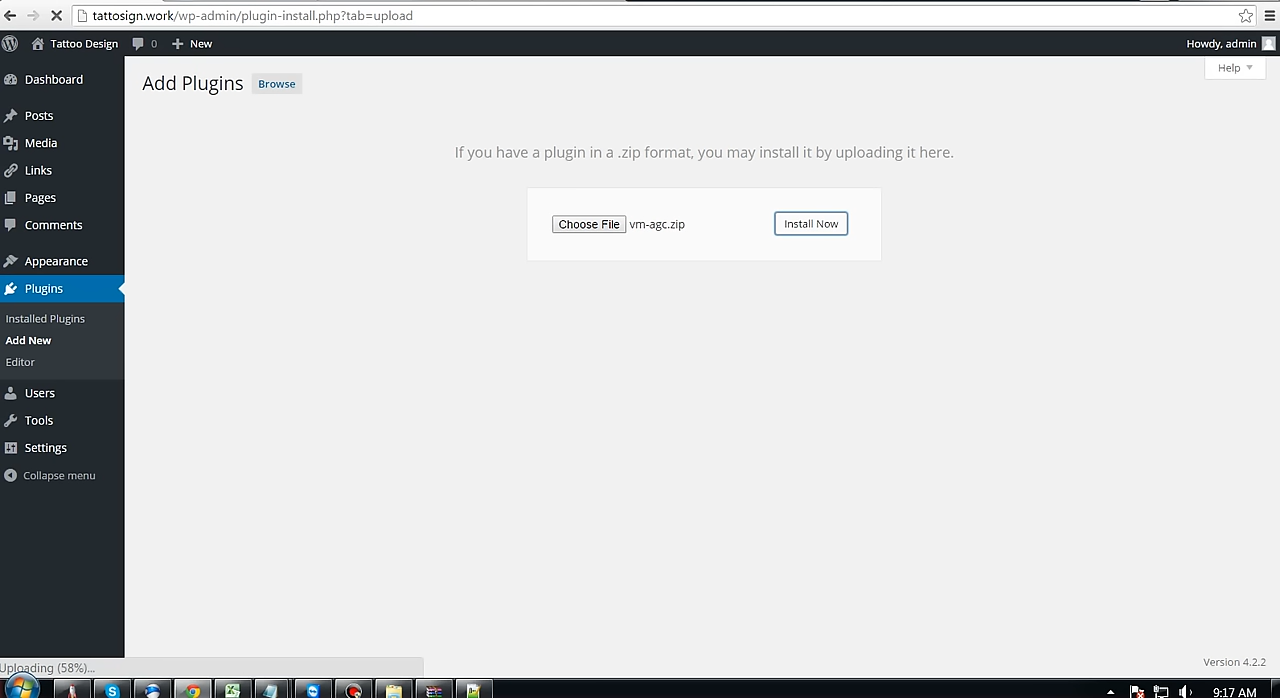 tattosign.work/wp-admin/plugin-install.php?tab=upload
Tattoo Design 0 New Howdy, admin
Help
Add Plugins Browse
Dashboard
Posts
Media
Links
Pages
Comments
Appearance
Plugins
Installed Plugins
Add New
Editor
Users
Tools
Settings
Collapse menu
If you have a plugin in a .zip format, you may install it by uploading it here.
Choose File vm-agc.zip Install Now
Version 4.2.2
Uploading (58%)...
9:17 AM